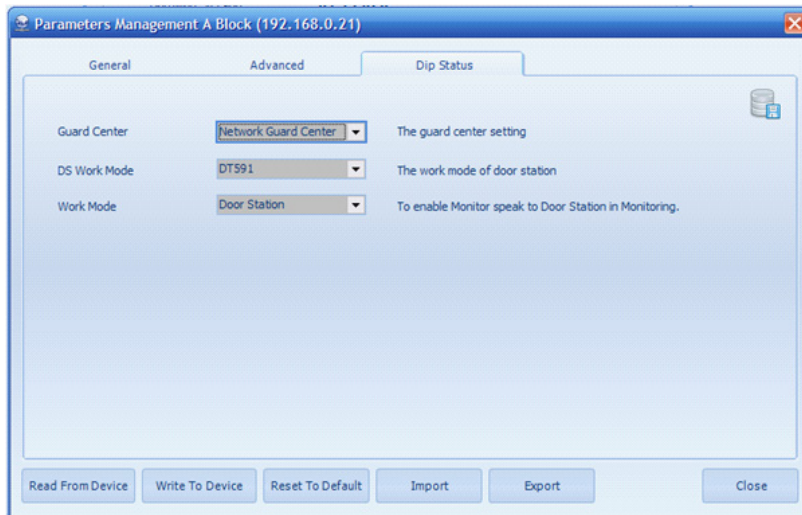 Parameters Management A Block (192.168.0.21)
General Advanced Dip Status
Guard Center Network Guard Center The guard center setting
DS Work Mode DT591 The work mode of door station
Work Mode Door Station To enable Monitor speak to Door Station in Monitoring.
Read From Device Write To Device Reset To Default Import Export Close